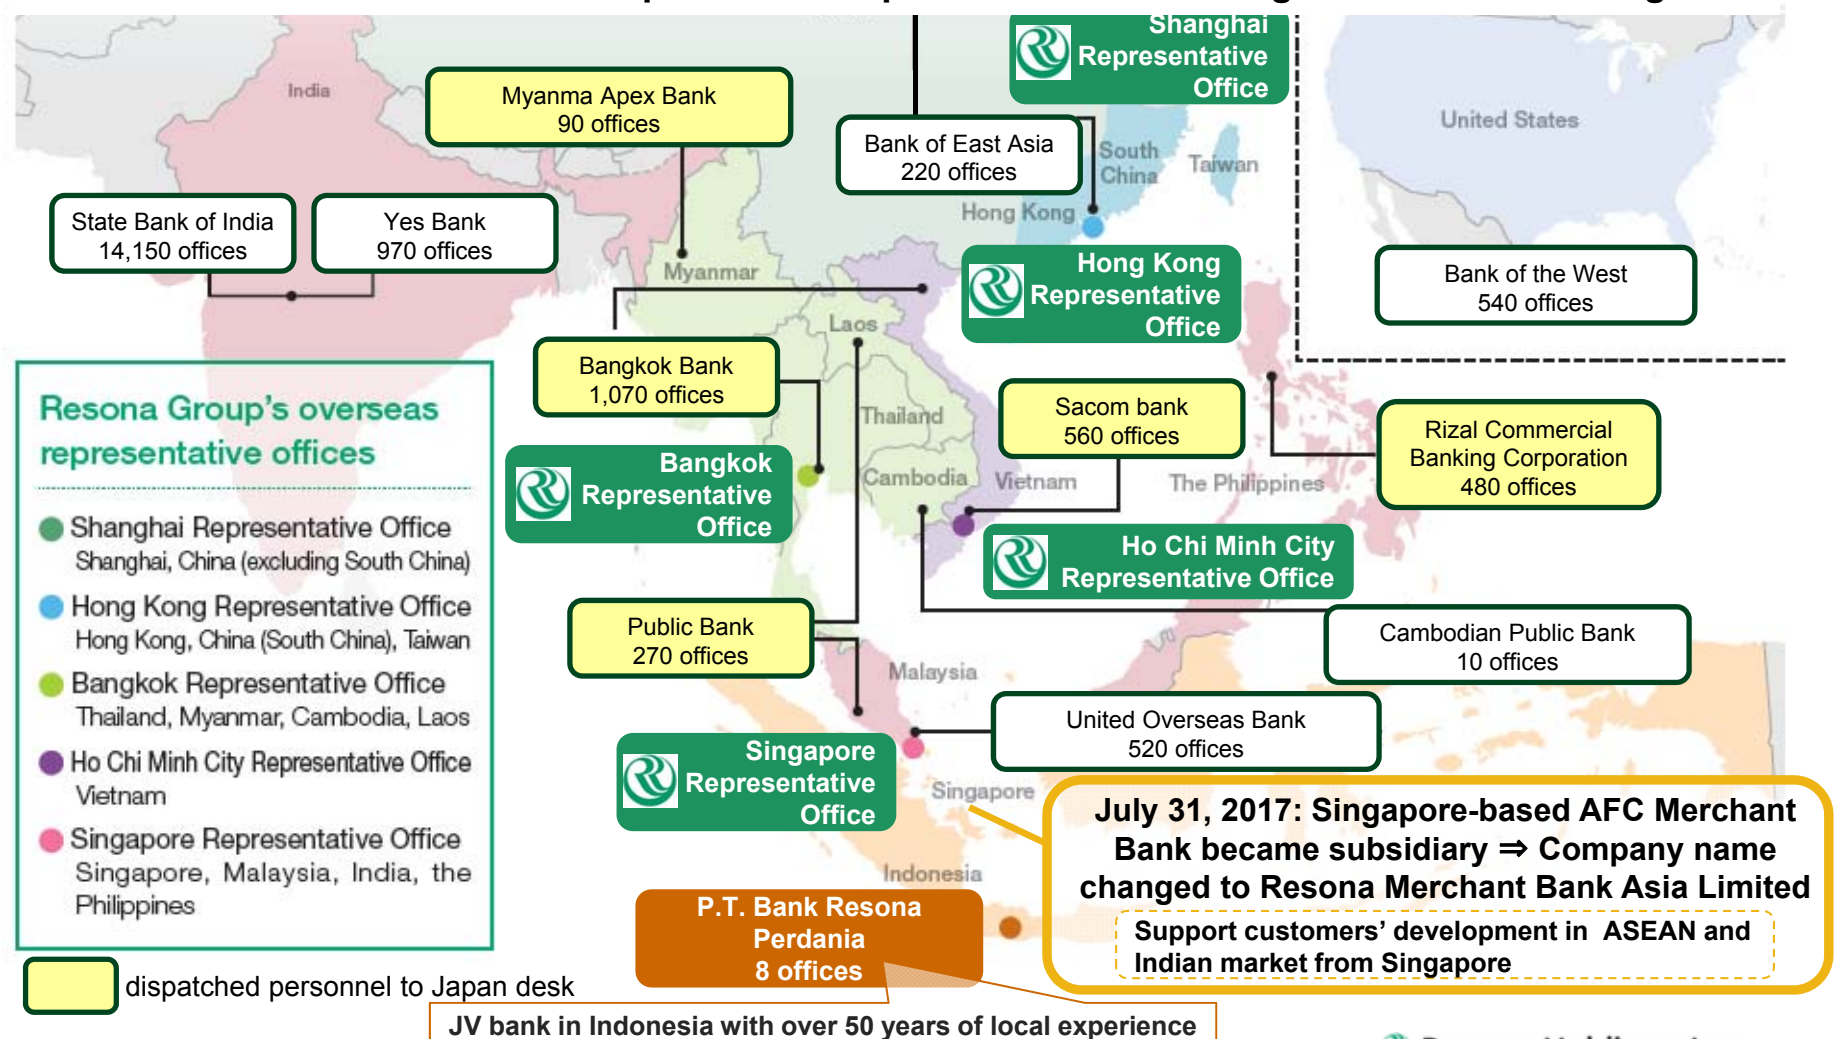 Shanghai
Representative
Office
India
Myanma Apex Bank
90 offices
United States
Bank of East Asia
220 offices
South
China
Taiwan
State Bank of India
14,150 offices
Yes Bank
970 offices
Hong Kong
Myanmar
Hong Kong
Representative
Office
Bank of the West
540 offices
Laos
Bangkok Bank
1,070 offices
Thailand
Sacom bank
560 offices
Rizal Commercial
Banking Corporation
480 offices
Resona Group's overseas
representative offices
Bangkok
Representative
Office
Cambodia
Vietnam
The Philippines
Shanghai Representative Office
Shanghai, China (excluding South China)
Hong Kong Representative Office
Hong Kong, China (South China), Taiwan
Bangkok Representative Office
Thailand, Myanmar, Cambodia, Laos
Ho Chi Minh City Representative Office
Vietnam
Singapore Representative Office
Singapore, Malaysia, India, the
Philippines
Ho Chi Minh City
Representative Office
Public Bank
270 offices
Cambodian Public Bank
10 offices
Malaysia
United Overseas Bank
520 offices
Singapore
Representative
Office
Singapore
July 31, 2017: Singapore-based AFC Merchant
Bank became subsidiary ⇒ Company name
changed to Resona Merchant Bank Asia Limited
Support customers' development in ASEAN and
Indian market from Singapore
Indonesia
P.T. Bank Resona
Perdania
8 offices
dispatched personnel to Japan desk
JV bank in Indonesia with over 50 years of local experience